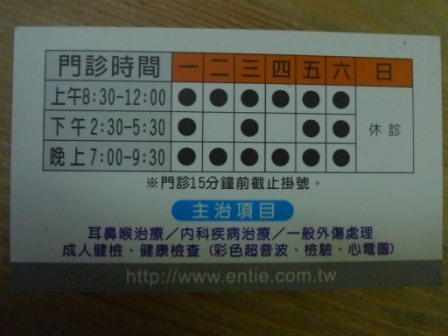 門診時間 一 二 三 四 五 六 日
上午8:30-12:00 ● ● ● ● ● ● 休診
下午2:30-5:30 ● ● ● ●
晚上7:00-9:30 ● ● ● ● ● ●
※門診15分鐘前截止掛號。
主治項目
耳鼻喉治療／內科疾病治療／一般外傷處理
成人健檢、健康檢查(彩色超音波、檢驗、心電圖)
http://www.entie.com.tw